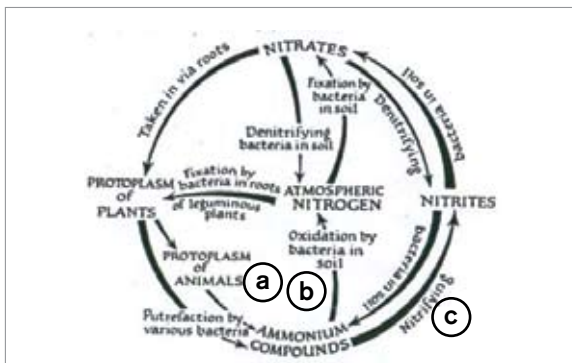 NITRATES
Taken in via roots
Fixation by
bacteria in
soil
Denitrifying
bacteria in soil
Denitrifying
bacteria in soil
bacteria in soil
Nitrifying
PROTOPLASM
of
PLANTS
Fixation by
bacteria in roots
of leguminous
plants
ATMOSPHERIC
NITROGEN
NITRITES
Oxidation by
bacteria in
soil
PROTOPLASM
of
ANIMALS
a
b
c
Putrefaction by
various bacteria
AMMONIUM
COMPOUNDS